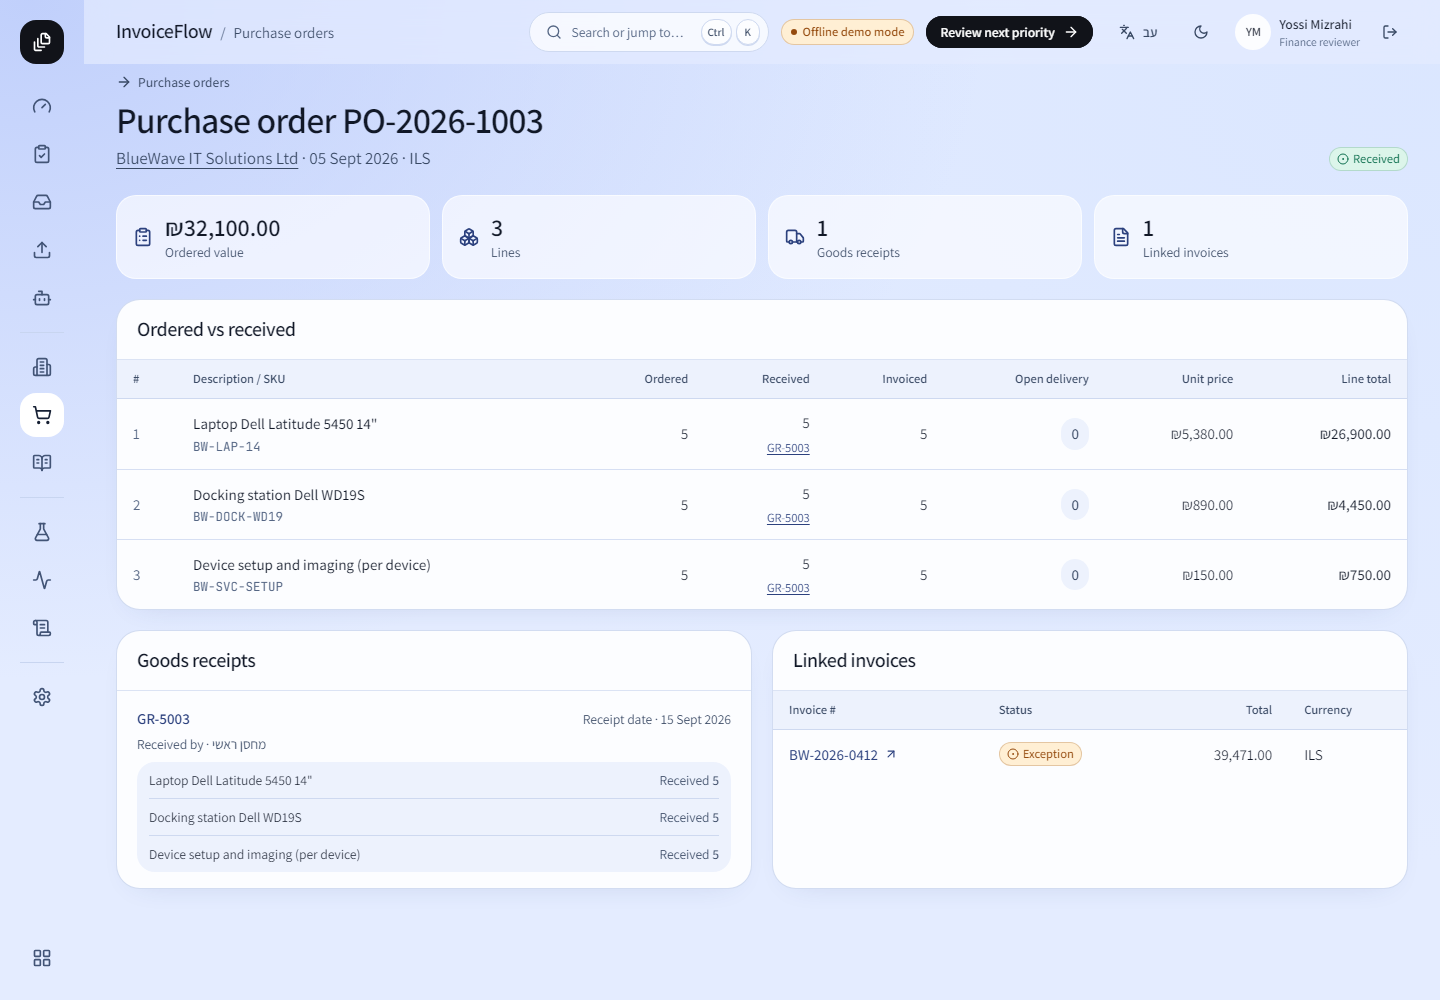 InvoiceFlow / Purchase orders
Search or jump to… Ctrl K
Offline demo mode
Review next priority
עב
YM
Yossi Mizrahi
Finance reviewer
Purchase orders
Purchase order PO-2026-1003
BlueWave IT Solutions Ltd · 05 Sept 2026 · ILS
Received
₪32,100.00
Ordered value
3
Lines
1
Goods receipts
1
Linked invoices
Ordered vs received
# Description / SKU Ordered Received Invoiced Open delivery Unit price Line total
1 Laptop Dell Latitude 5450 14" 5 5 5 0 ₪5,380.00 ₪26,900.00
BW-LAP-14 GR-5003
2 Docking station Dell WD19S 5 5 5 0 ₪890.00 ₪4,450.00
BW-DOCK-WD19 GR-5003
3 Device setup and imaging (per device) 5 5 5 0 ₪150.00 ₪750.00
BW-SVC-SETUP GR-5003
Goods receipts
GR-5003 Receipt date · 15 Sept 2026
Received by · מחסן ראשי
Laptop Dell Latitude 5450 14" Received 5
Docking station Dell WD19S Received 5
Device setup and imaging (per device) Received 5
Linked invoices
Invoice # Status Total Currency
BW-2026-0412 Exception 39,471.00 ILS